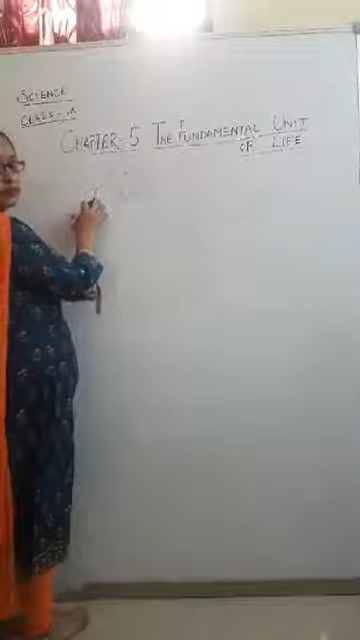 SCIENCE
CLASS - IX
CHAPTER - 5 THE FUNDAMENTAL UNIT
OF LIFE